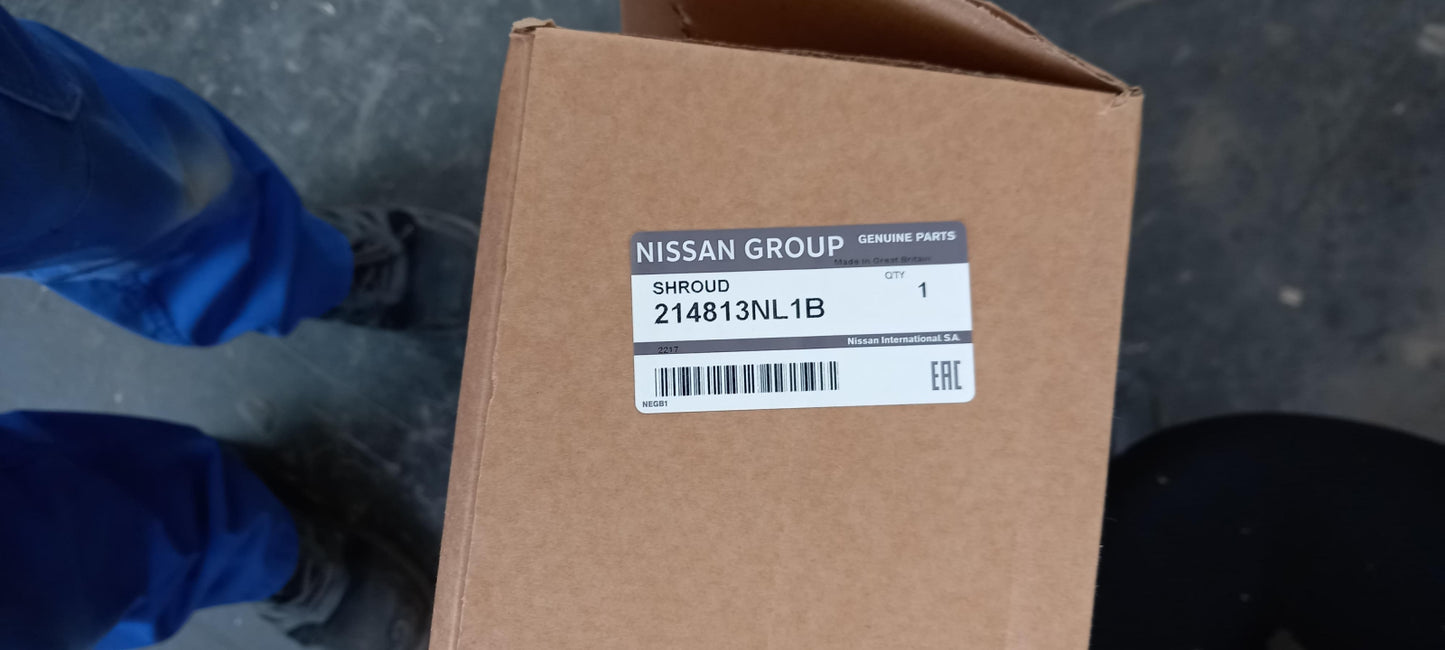 NISSAN GROUP GENUINE PARTS
Made in Great Britain
SHROUD QTY
214813NL1B 1
2217 Nissan International S.A.
EAC
NEGB1